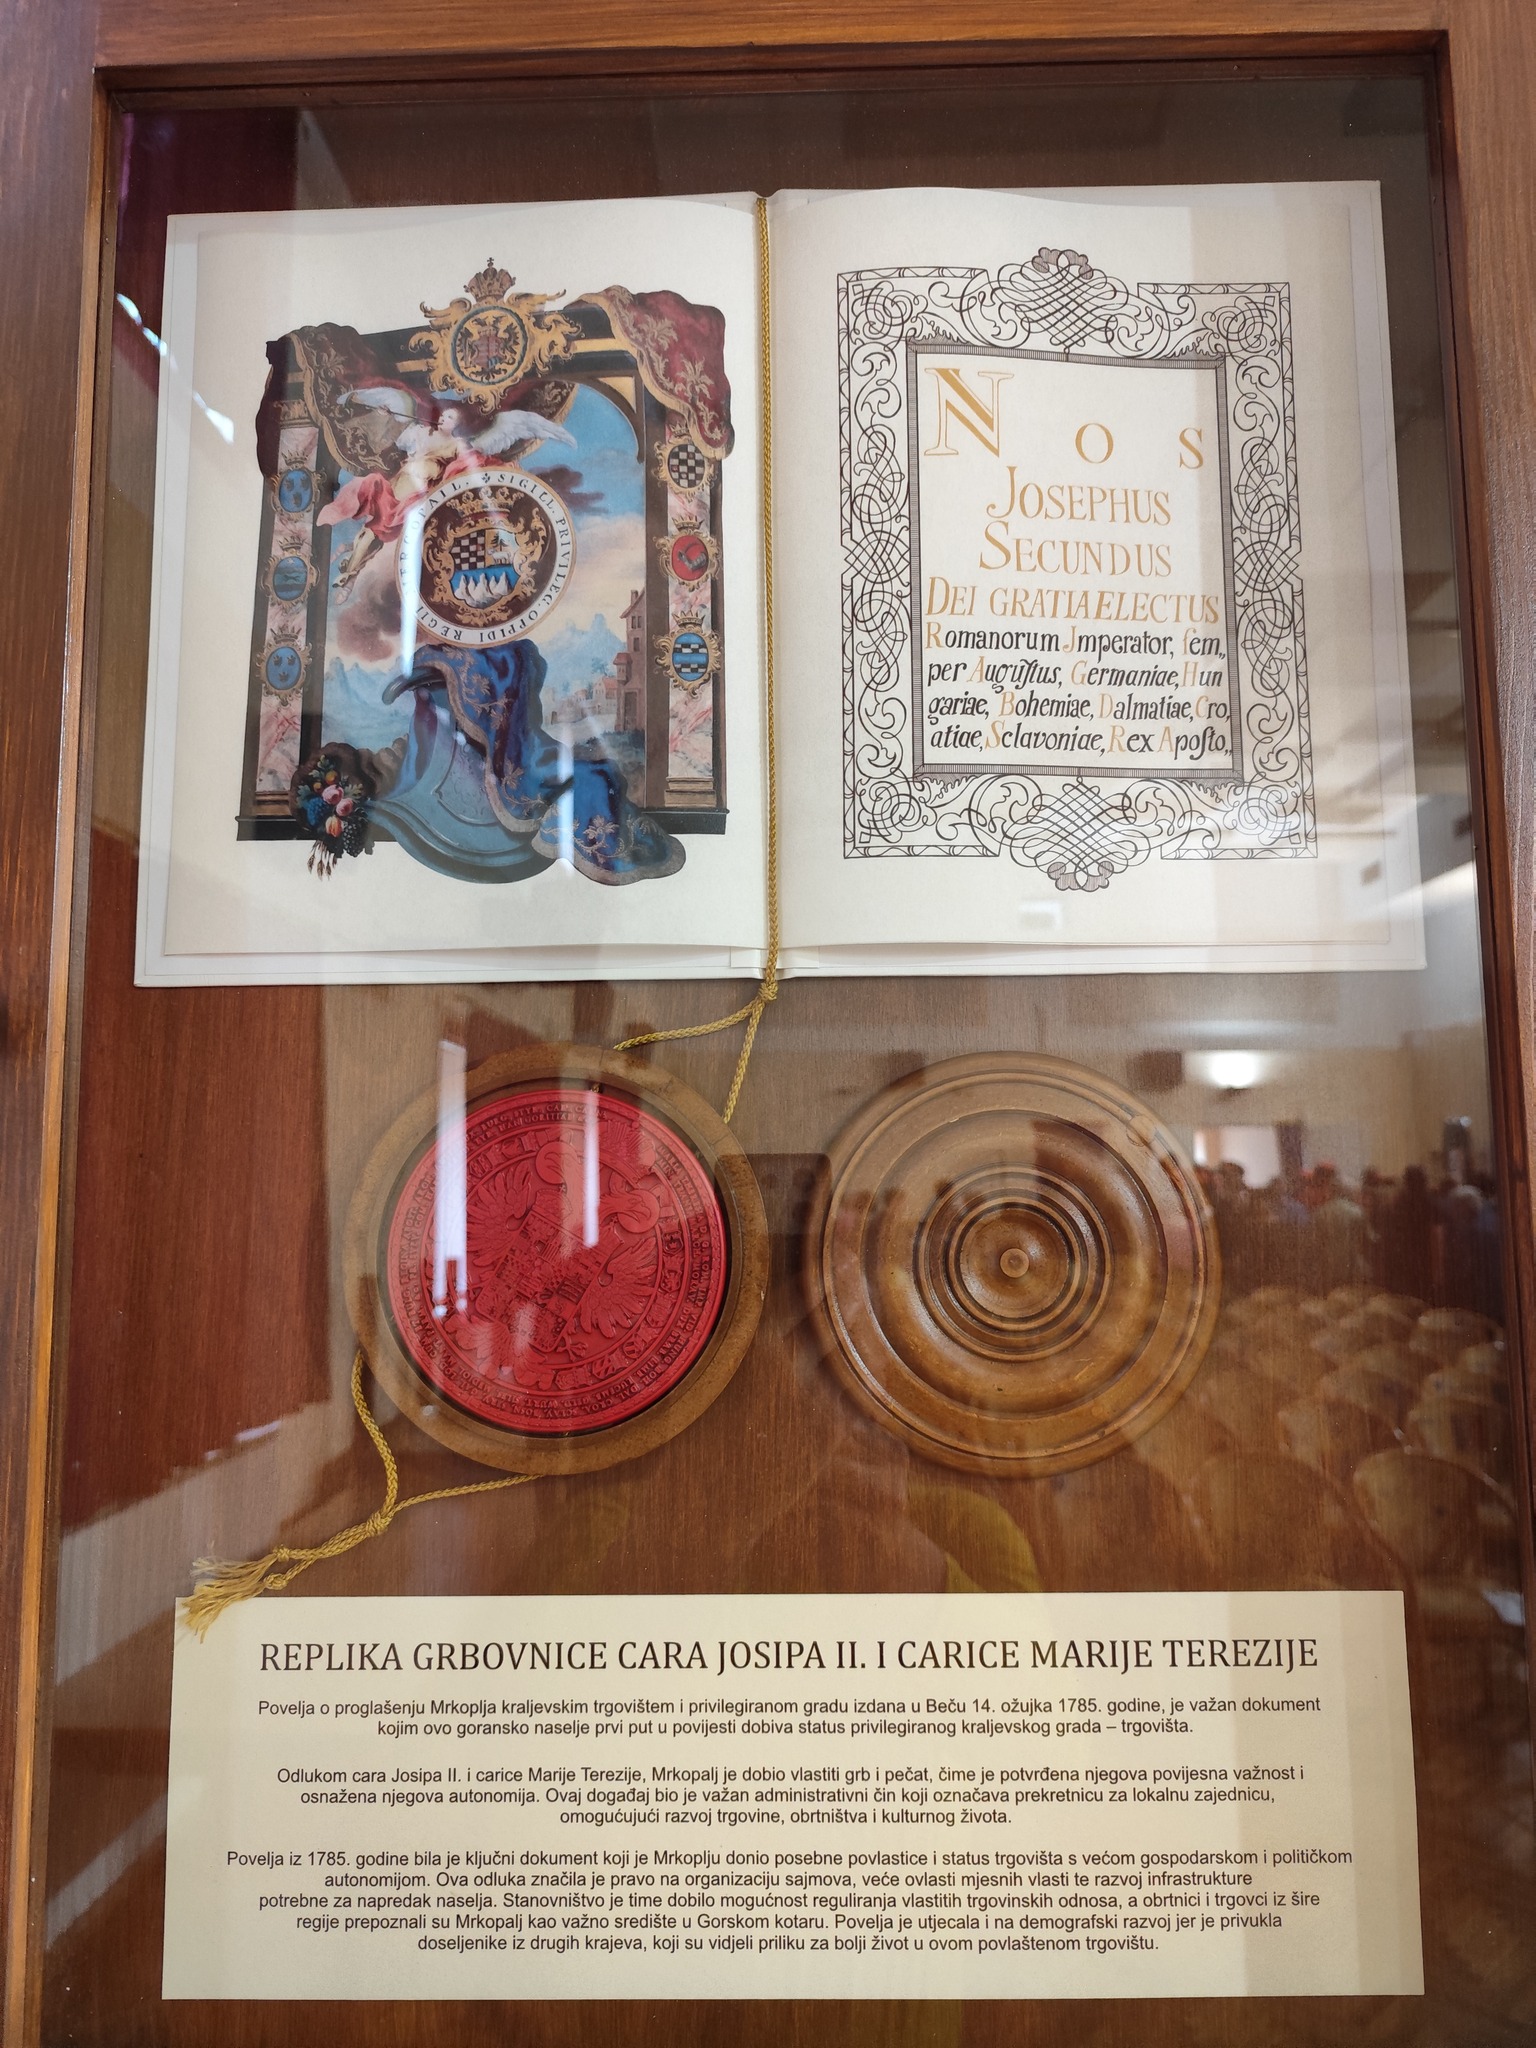 SIGILL. PRIVILEG. OPPIDI REGII
N O S
JOSEPHUS
SECUNDUS
DEI GRATIA ELECTUS
Romanorum Jmperator, ſem„
per Auguſtus, Germaniae, Hun
gariae, Bohemiae, Dalmatiae, Cro„
atiae, Sclavoniae, Rex Apoſto„
REPLIKA GRBOVNICE CARA JOSIPA II. I CARICE MARIJE TEREZIJE
Povelja o proglašenju Mrkoplja kraljevskim trgovištem i privilegiranom gradu izdana u Beču 14. ožujka 1785. godine, je važan dokument
kojim ovo goransko naselje prvi put u povijesti dobiva status privilegiranog kraljevskog grada – trgovišta.
Odlukom cara Josipa II. i carice Marije Terezije, Mrkopalj je dobio vlastiti grb i pečat, čime je potvrđena njegova povijesna važnost i
osnažena njegova autonomija. Ovaj događaj bio je važan administrativni čin koji označava prekretnicu za lokalnu zajednicu,
omogućujući razvoj trgovine, obrtništva i kulturnog života.
Povelja iz 1785. godine bila je ključni dokument koji je Mrkoplju donio posebne povlastice i status trgovišta s većom gospodarskom i političkom
autonomijom. Ova odluka značila je pravo na organizaciju sajmova, veće ovlasti mjesnih vlasti te razvoj infrastrukture
potrebne za napredak naselja. Stanovništvo je time dobilo mogućnost reguliranja vlastitih trgovinskih odnosa, a obrtnici i trgovci iz šire
regije prepoznali su Mrkopalj kao važno središte u Gorskom kotaru. Povelja je utjecala i na demografski razvoj jer je privukla
doseljenike iz drugih krajeva, koji su vidjeli priliku za bolji život u ovom povlaštenom trgovištu.